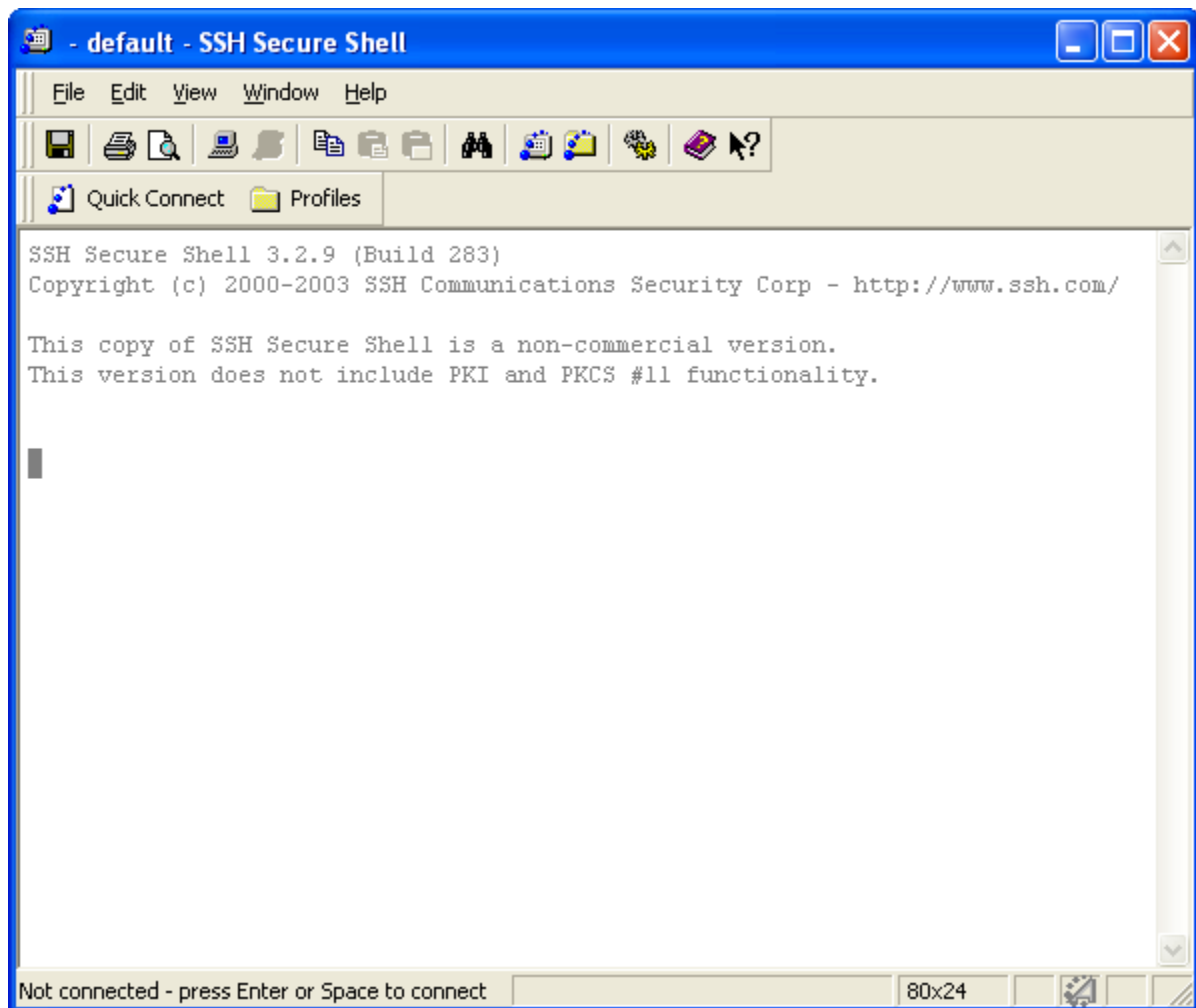 - default - SSH Secure Shell
File Edit View Window Help
Quick Connect Profiles
SSH Secure Shell 3.2.9 (Build 283)
Copyright (c) 2000-2003 SSH Communications Security Corp - http://www.ssh.com/
This copy of SSH Secure Shell is a non-commercial version.
This version does not include PKI and PKCS #11 functionality.
Not connected - press Enter or Space to connect 80x24